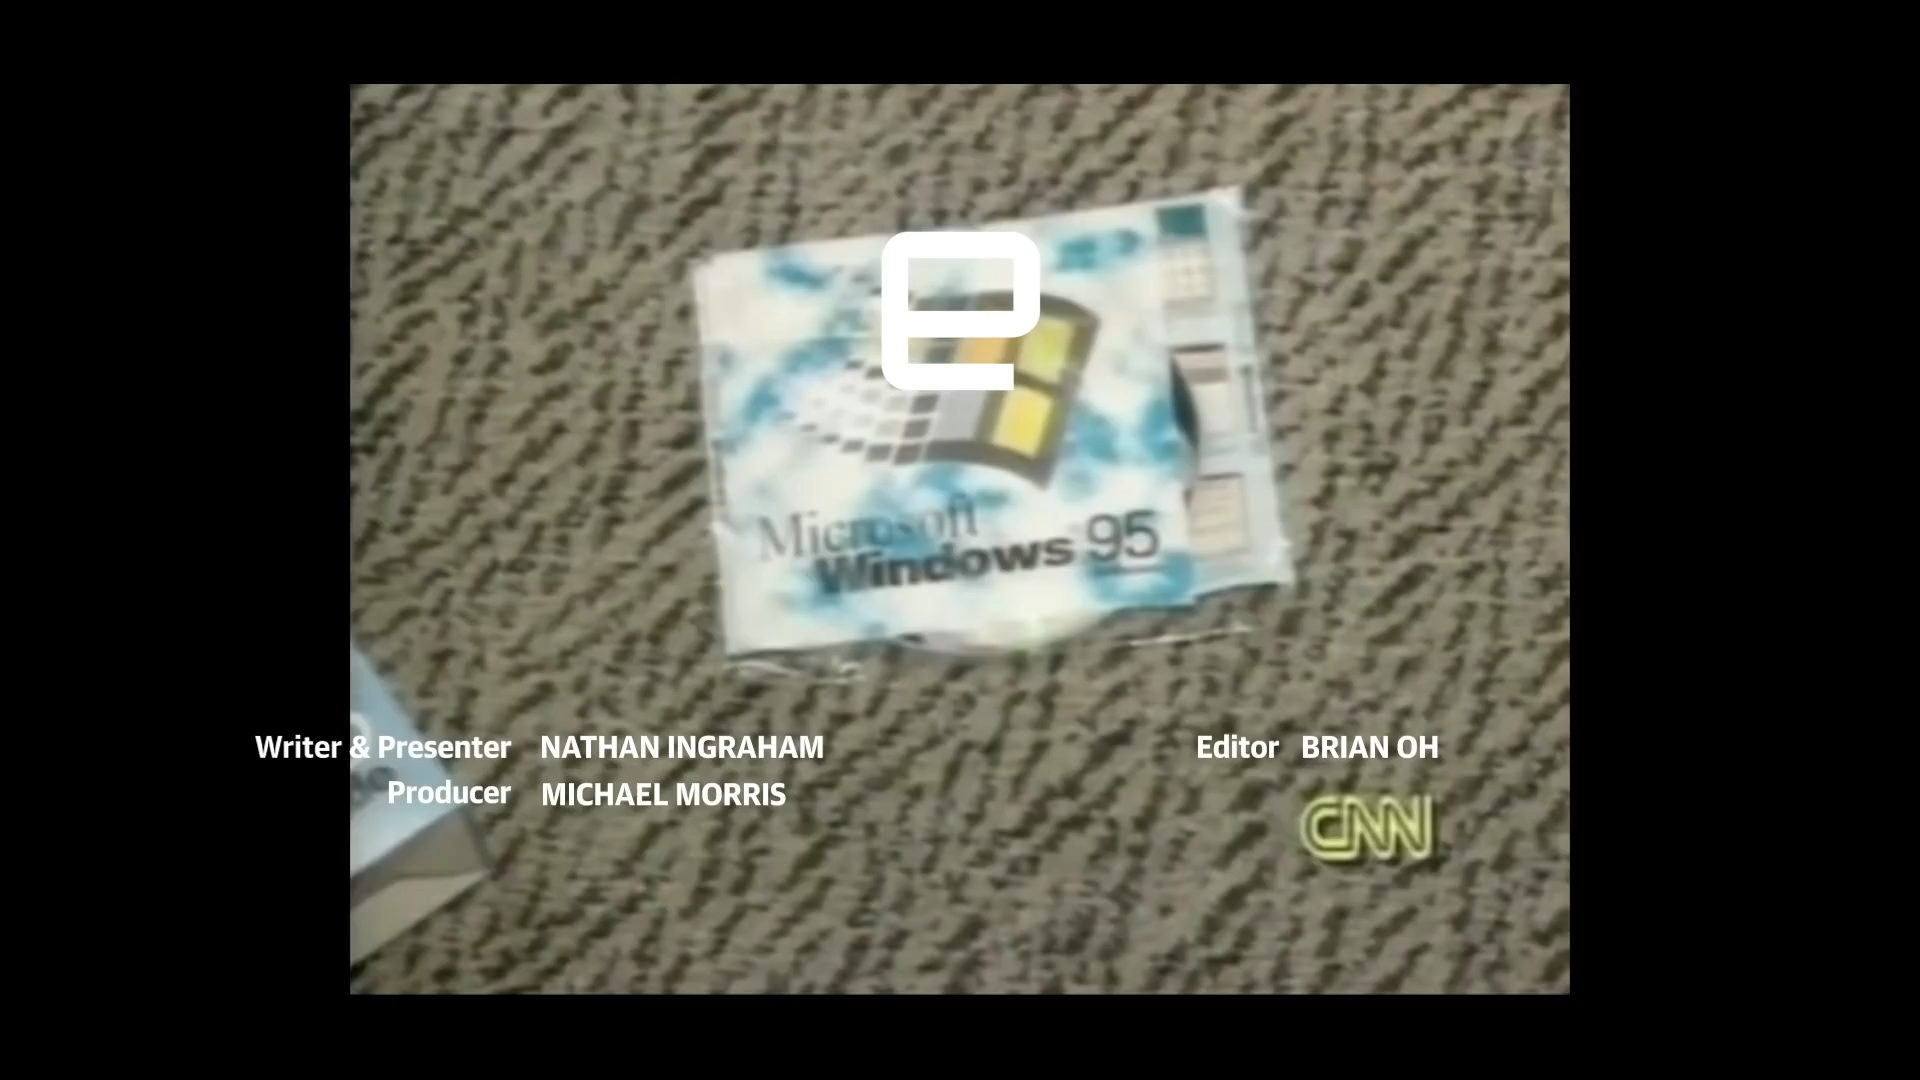 e
Microsoft
Windows 95
Writer & Presenter NATHAN INGRAHAM
Producer MICHAEL MORRIS
Editor BRIAN OH
CNN